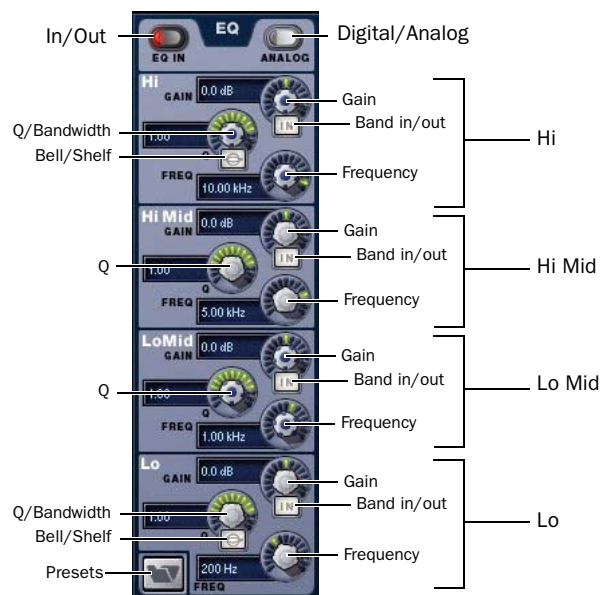 In/Out
EQ
Digital/Analog
EQ IN
ANALOG
Hi
GAIN
0.0 dB
Gain
Q/Bandwidth
1.00
IN
Band in/out
Hi
Bell/Shelf
Q
FREQ
10.00 kHz
Frequency
Hi Mid
GAIN
0.0 dB
Gain
IN
Band in/out
Hi Mid
Q
1.00
Q
FREQ
5.00 kHz
Frequency
LoMid
GAIN
0.0 dB
Gain
IN
Band in/out
Lo Mid
Q
1.00
Q
FREQ
1.00 kHz
Frequency
Lo
GAIN
0.0 dB
Gain
Q/Bandwidth
1.00
IN
Band in/out
Lo
Bell/Shelf
Q
Presets
200 Hz
FREQ
Frequency